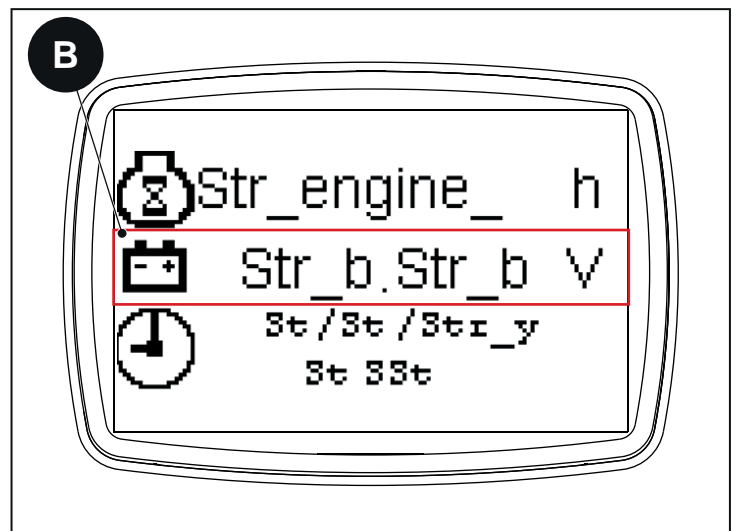 B
Str_engine_ h
- +
Str_b.Str_b V
St/St/Str_y
St SSt